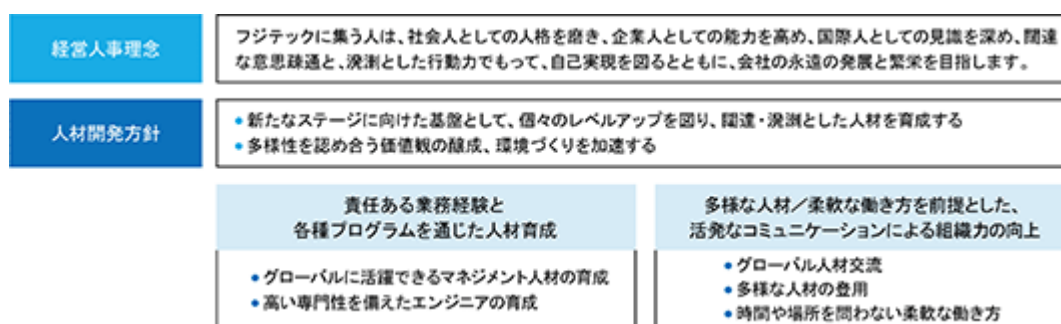 経営人事理念
フジテックに集う人は、社会人としての人格を磨き、企業人としての能力を高め、国際人としての見識を深め、闊達
な意思疎通と、溌溂とした行動力でもって、自己実現を図るとともに、会社の永遠の発展と繁栄を目指します。
人材開発方針
●新たなステージに向けた基盤として、個々のレベルアップを図り、闊達・溌溂とした人材を育成する
●多様性を認め合う価値観の醸成、環境づくりを加速する
責任ある業務経験と
各種プログラムを通じた人材育成
●グローバルに活躍できるマネジメント人材の育成
●高い専門性を備えたエンジニアの育成
多様な人材／柔軟な働き方を前提とした、
活発なコミュニケーションによる組織力の向上
●グローバル人材交流
●多様な人材の登用
●時間や場所を問わない柔軟な働き方